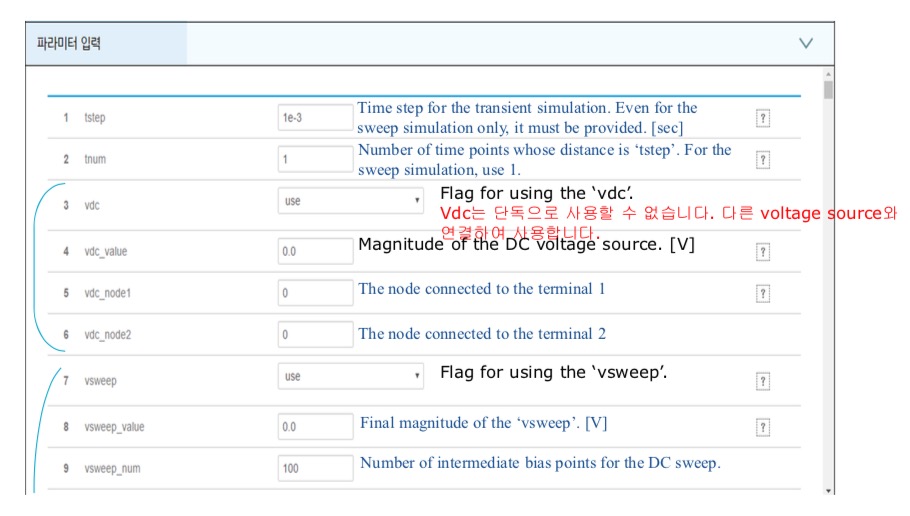 파라미터 입력
1 tstep 1e-3 Time step for the transient simulation. Even for the
sweep simulation only, it must be provided. [sec] ?
2 tnum 1 Number of time points whose distance is ‘tstep’. For the
sweep simulation, use 1. ?
3 vdc use Flag for using the ‘vdc’.
Vdc는 단독으로 사용할 수 없습니다. 다른 voltage source와
연결하여 사용합니다.
4 vdc_value 0.0 Magnitude of the DC voltage source. [V] ?
5 vdc_node1 0 The node connected to the terminal 1 ?
6 vdc_node2 0 The node connected to the terminal 2
7 vsweep use Flag for using the ‘vsweep’. ?
8 vsweep_value 0.0 Final magnitude of the ‘vsweep’. [V] ?
9 vsweep_num 100 Number of intermediate bias points for the DC sweep.